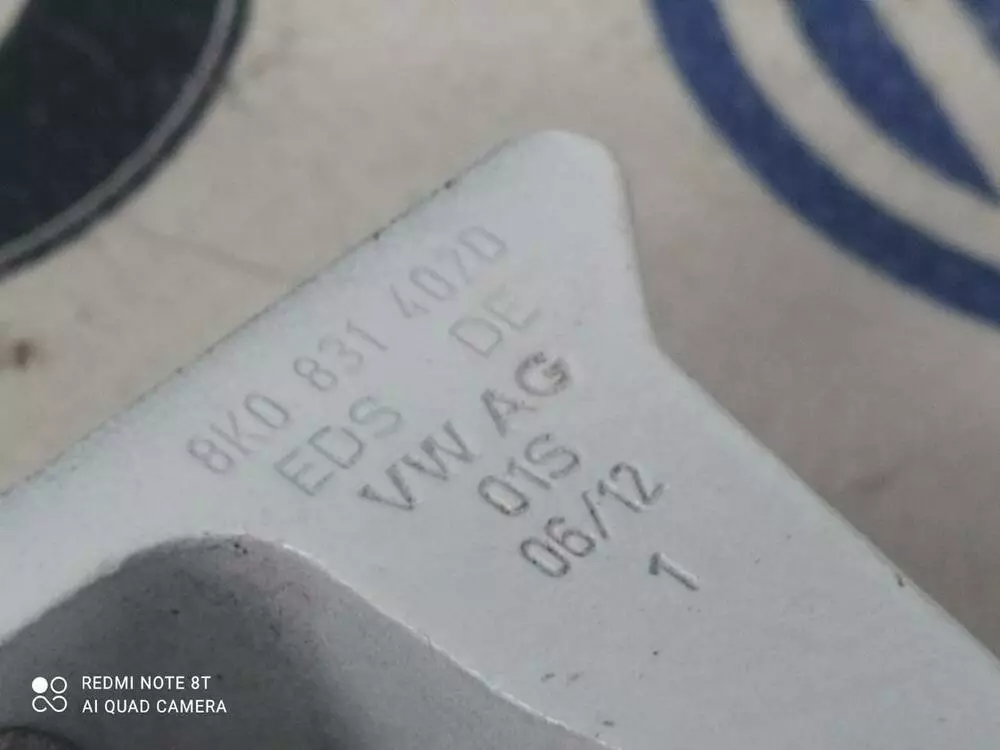 8K0 831 402D
EDS DE
VW AG
01S
06/12
1
REDMI NOTE 8T
AI QUAD CAMERA